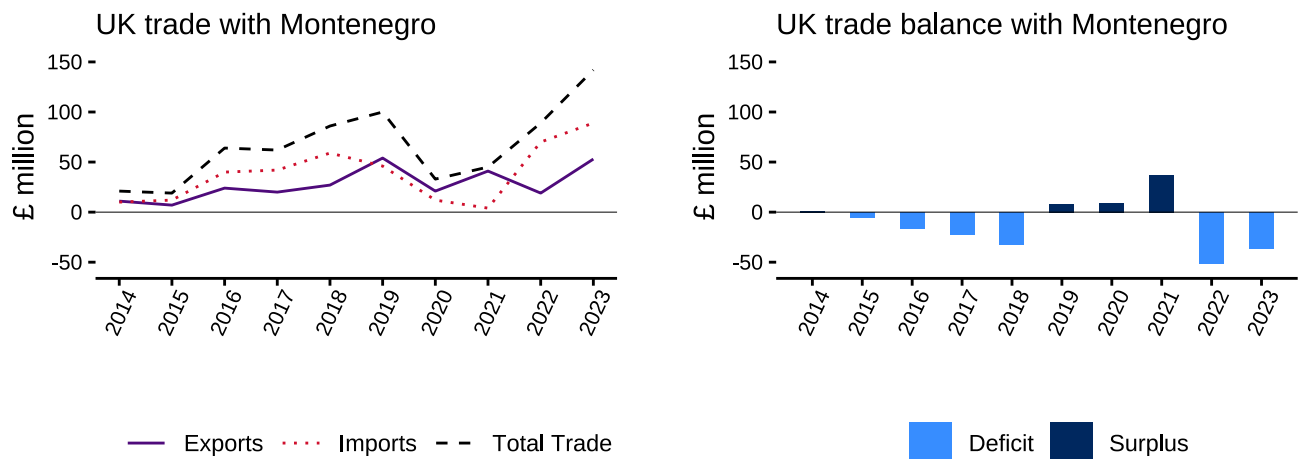 UK trade with Montenegro
£ million
150
100
50
0
-50
2014 2015 2016 2017 2018 2019 2020 2021 2022 2023
Exports Imports Total Trade
UK trade balance with Montenegro
£ million
150
100
50
0
-50
2014 2015 2016 2017 2018 2019 2020 2021 2022 2023
Deficit Surplus